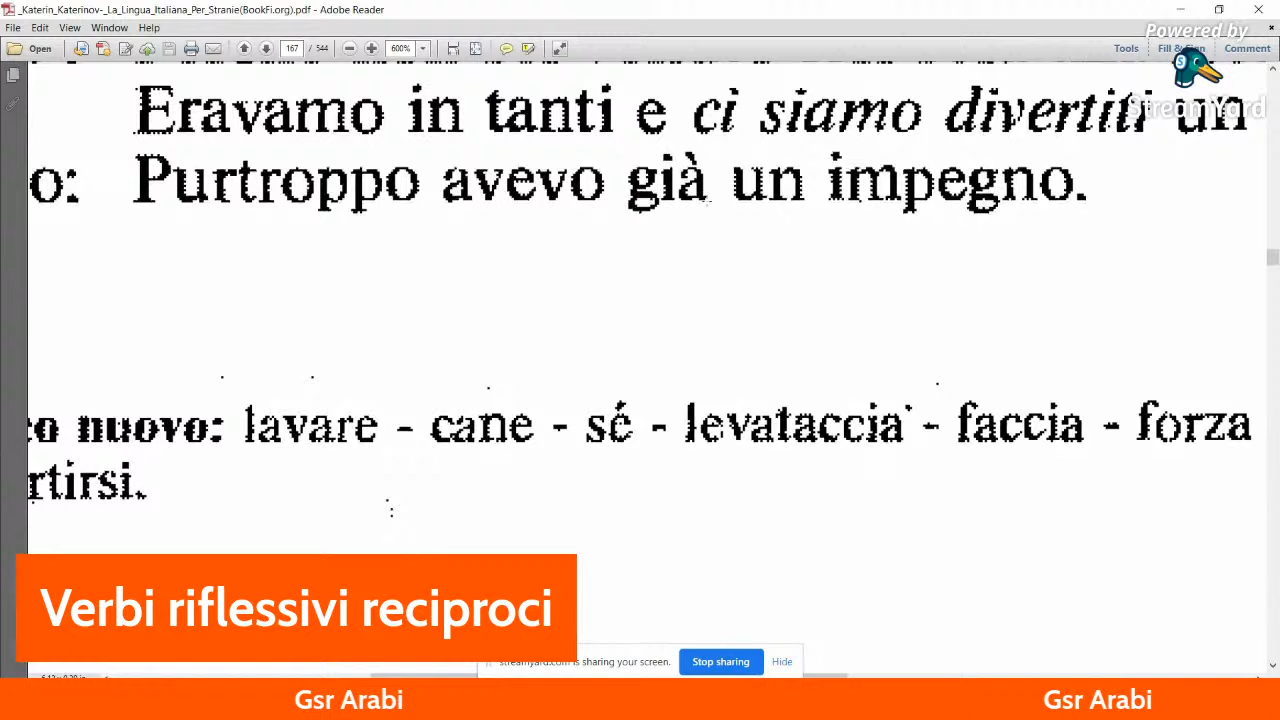 _Katerin_Katerinov-_La_Lingua_Italiana_Per_Stranie(BookFi.org).pdf - Adobe Reader
File Edit View Window Help
Powered by
Open 167 / 544 600% Tools Fill & Sign Comment
StreamYard
Eravamo in tanti e ci siamo divertiti un
o: Purtroppo avevo già un impegno.
co nuovo: lavare - cane - sé - levataccia - faccia - forza
rtirsi.
Verbi riflessivi reciproci
streamyard.com is sharing your screen. Stop sharing Hide
Gsr Arabi Gsr Arabi